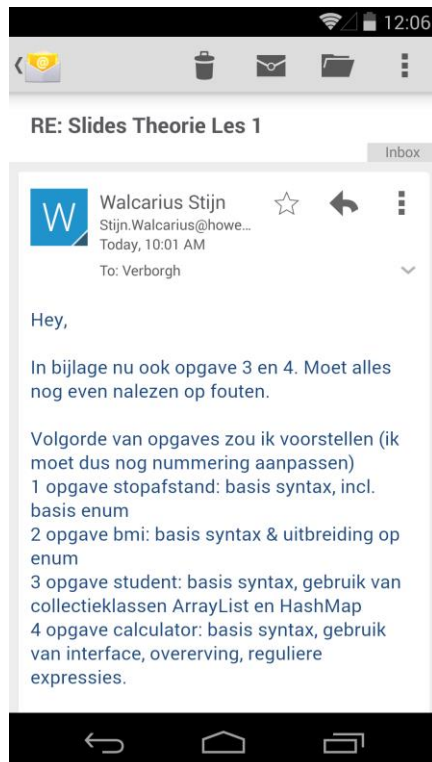 12:06
RE: Slides Theorie Les 1
Inbox
W
Walcarius Stijn
Stijn.Walcarius@howe...
Today, 10:01 AM
To: Verborgh
Hey,
In bijlage nu ook opgave 3 en 4. Moet alles
nog even nalezen op fouten.
Volgorde van opgaves zou ik voorstellen (ik
moet dus nog nummering aanpassen)
1 opgave stopafstand: basis syntax, incl.
basis enum
2 opgave bmi: basis syntax & uitbreiding op
enum
3 opgave student: basis syntax, gebruik van
collectieklassen ArrayList en HashMap
4 opgave calculator: basis syntax, gebruik
van interface, overerving, reguliere
expressies.